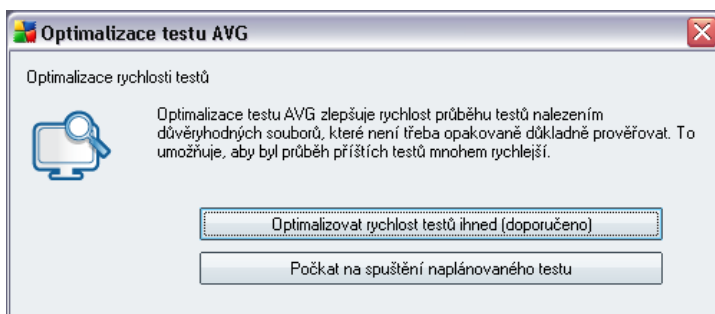 Optimalizace testu AVG
Optimalizace rychlosti testů
Optimalizace testu AVG zlepšuje rychlost průběhu testů nalezením
důvěryhodných souborů, které není třeba opakovaně důkladně prověřovat. To
umožňuje, aby byl průběh příštích testů mnohem rychlejší.
Optimalizovat rychlost testů ihned (doporučeno)
Počkat na spuštění naplánovaného testu